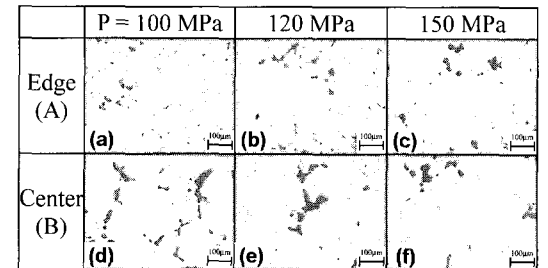 P = 100 MPa 120 MPa 150 MPa
Edge
(A)
(a) 100μm (b) 100μm (c) 100μm
Center
(B)
(d) 100μm (e) 100μm (f) 100μm